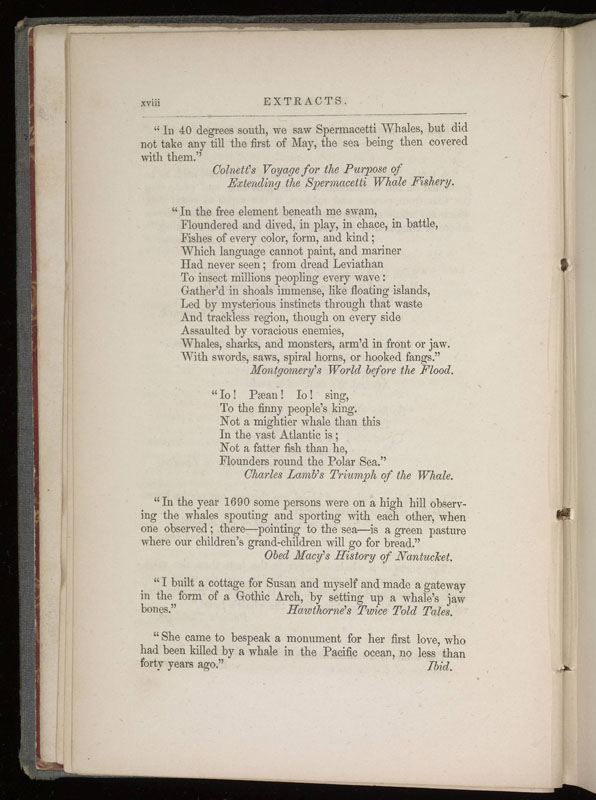 xviii EXTRACTS.
“In 40 degrees south, we saw Spermacetti Whales, but did
not take any till the first of May, the sea being then covered
with them.”
Colnett's Voyage for the Purpose of
Extending the Spermacetti Whale Fishery.
“In the free element beneath me swam,
Floundered and dived, in play, in chace, in battle,
Fishes of every color, form, and kind;
Which language cannot paint, and mariner
Had never seen; from dread Leviathan
To insect millions peopling every wave:
Gather'd in shoals immense, like floating islands,
Led by mysterious instincts through that waste
And trackless region, though on every side
Assaulted by voracious enemies,
Whales, sharks, and monsters, arm'd in front or jaw.
With swords, saws, spiral horns, or hooked fangs.”
Montgomery's World before the Flood.
“Io! Pæan! Io! sing,
To the finny people's king.
Not a mightier whale than this
In the vast Atlantic is;
Not a fatter fish than he,
Flounders round the Polar Sea.”
Charles Lamb's Triumph of the Whale.
“In the year 1690 some persons were on a high hill observ-
ing the whales spouting and sporting with each other, when
one observed; there—pointing to the sea—is a green pasture
where our children's grand-children will go for bread.”
Obed Macy's History of Nantucket.
“I built a cottage for Susan and myself and made a gateway
in the form of a Gothic Arch, by setting up a whale's jaw
bones.” Hawthorne's Twice Told Tales.
“She came to bespeak a monument for her first love, who
had been killed by a whale in the Pacific ocean, no less than
forty years ago.” Ibid.